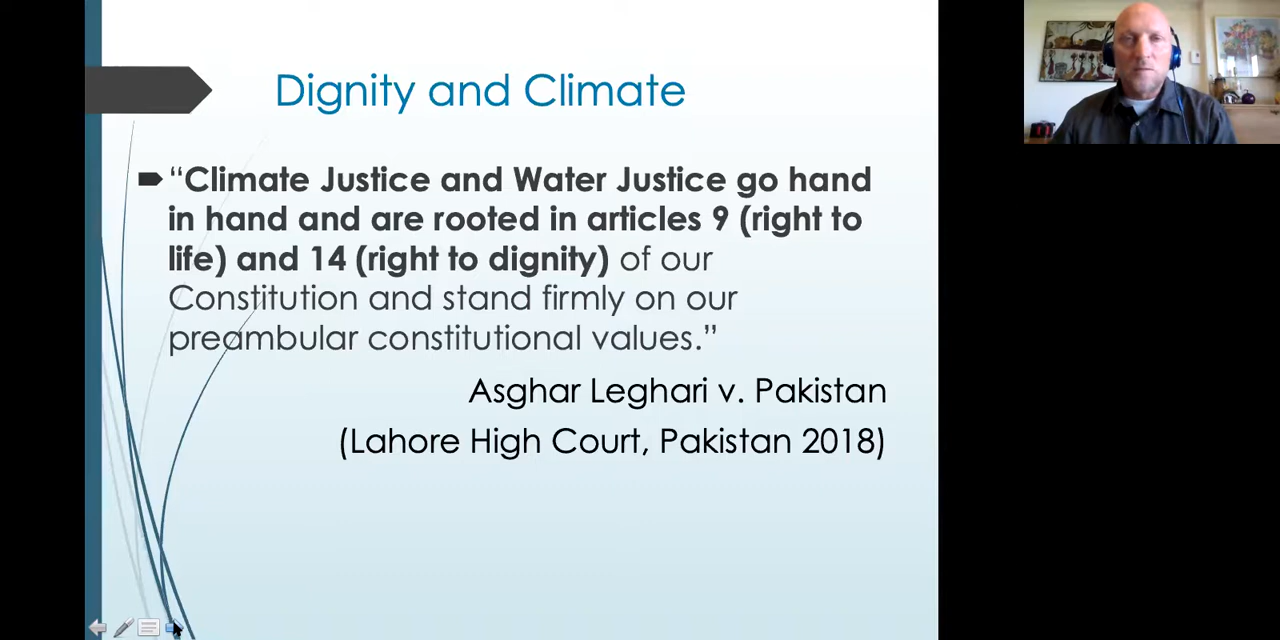 Dignity and Climate
“Climate Justice and Water Justice go hand
in hand and are rooted in articles 9 (right to
life) and 14 (right to dignity) of our
Constitution and stand firmly on our
preambular constitutional values.”
Asghar Leghari v. Pakistan
(Lahore High Court, Pakistan 2018)